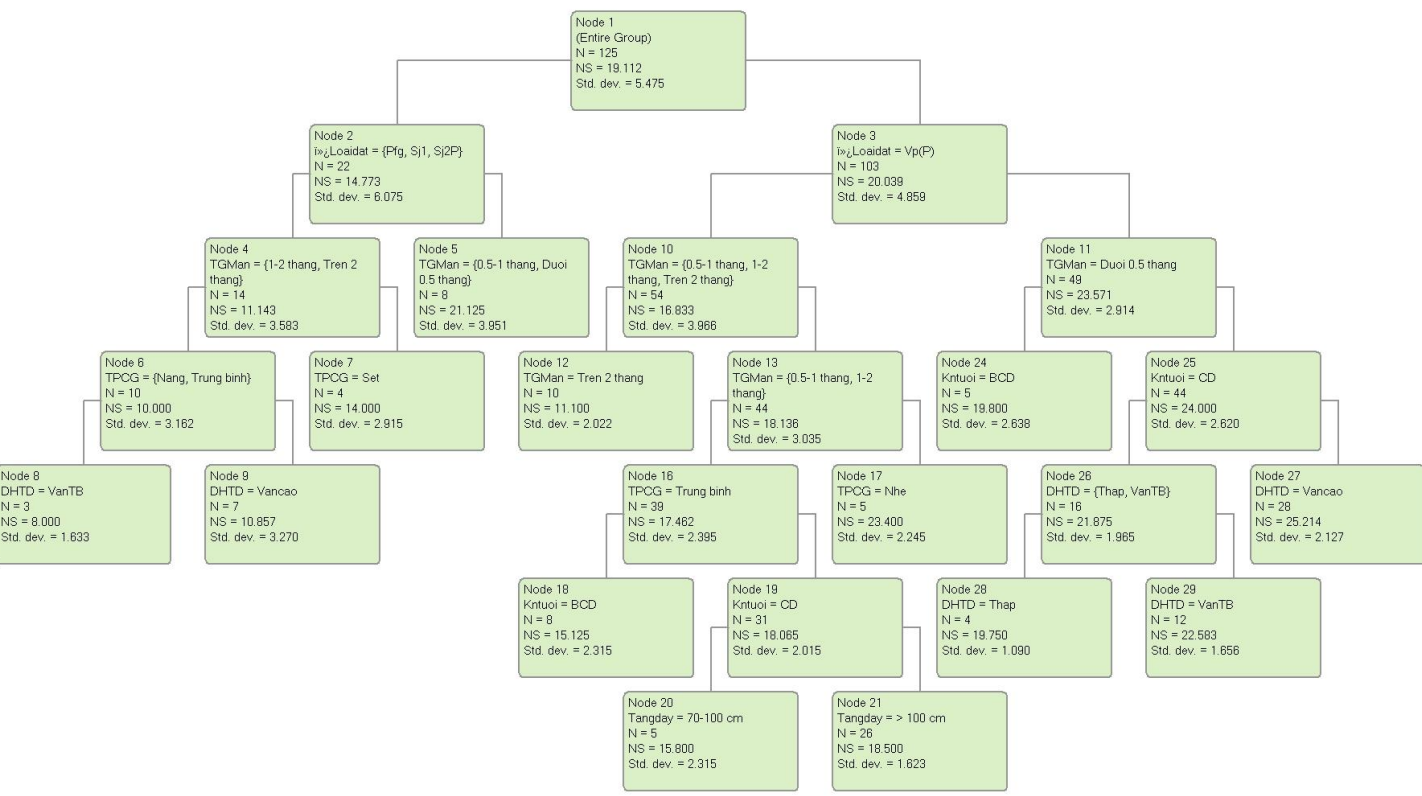 Node 1
(Entire Group)
N = 125
NS = 19.112
Std. dev. = 5.475
Node 2
ï»¿Loaidat = {Pfg, Sj1, Sj2P}
N = 22
NS = 14.773
Std. dev. = 6.075
Node 3
ï»¿Loaidat = Vp(P)
N = 103
NS = 20.039
Std. dev. = 4.859
Node 4
TGMan = {1-2 thang, Tren 2
thang}
N = 14
NS = 11.143
Std. dev. = 3.583
Node 5
TGMan = {0.5-1 thang, Duoi
0.5 thang}
N = 8
NS = 21.125
Std. dev. = 3.951
Node 10
TGMan = {0.5-1 thang, 1-2
thang, Tren 2 thang}
N = 54
NS = 16.833
Std. dev. = 3.966
Node 11
TGMan = Duoi 0.5 thang
N = 49
NS = 23.571
Std. dev. = 2.914
Node 6
TPCG = {Nang, Trung binh}
N = 10
NS = 10.000
Std. dev. = 3.162
Node 7
TPCG = Set
N = 4
NS = 14.000
Std. dev. = 2.915
Node 12
TGMan = Tren 2 thang
N = 10
NS = 11.100
Std. dev. = 2.022
Node 13
TGMan = {0.5-1 thang, 1-2
thang}
N = 44
NS = 18.136
Std. dev. = 3.035
Node 24
Kntuoi = BCD
N = 5
NS = 19.800
Std. dev. = 2.638
Node 25
Kntuoi = CD
N = 44
NS = 24.000
Std. dev. = 2.620
Node 8
DHTD = VanTB
N = 3
NS = 8.000
Std. dev. = 1.633
Node 9
DHTD = Vancao
N = 7
NS = 10.857
Std. dev. = 3.270
Node 16
TPCG = Trung binh
N = 39
NS = 17.462
Std. dev. = 2.395
Node 17
TPCG = Nhe
N = 5
NS = 23.400
Std. dev. = 2.245
Node 26
DHTD = {Thap, VanTB}
N = 16
NS = 21.875
Std. dev. = 1.965
Node 27
DHTD = Vancao
N = 28
NS = 25.214
Std. dev. = 2.127
Node 18
Kntuoi = BCD
N = 8
NS = 15.125
Std. dev. = 2.315
Node 19
Kntuoi = CD
N = 31
NS = 18.065
Std. dev. = 2.015
Node 28
DHTD = Thap
N = 4
NS = 19.750
Std. dev. = 1.090
Node 29
DHTD = VanTB
N = 12
NS = 22.583
Std. dev. = 1.656
Node 20
Tangday = 70-100 cm
N = 5
NS = 15.800
Std. dev. = 2.315
Node 21
Tangday = > 100 cm
N = 26
NS = 18.500
Std. dev. = 1.623